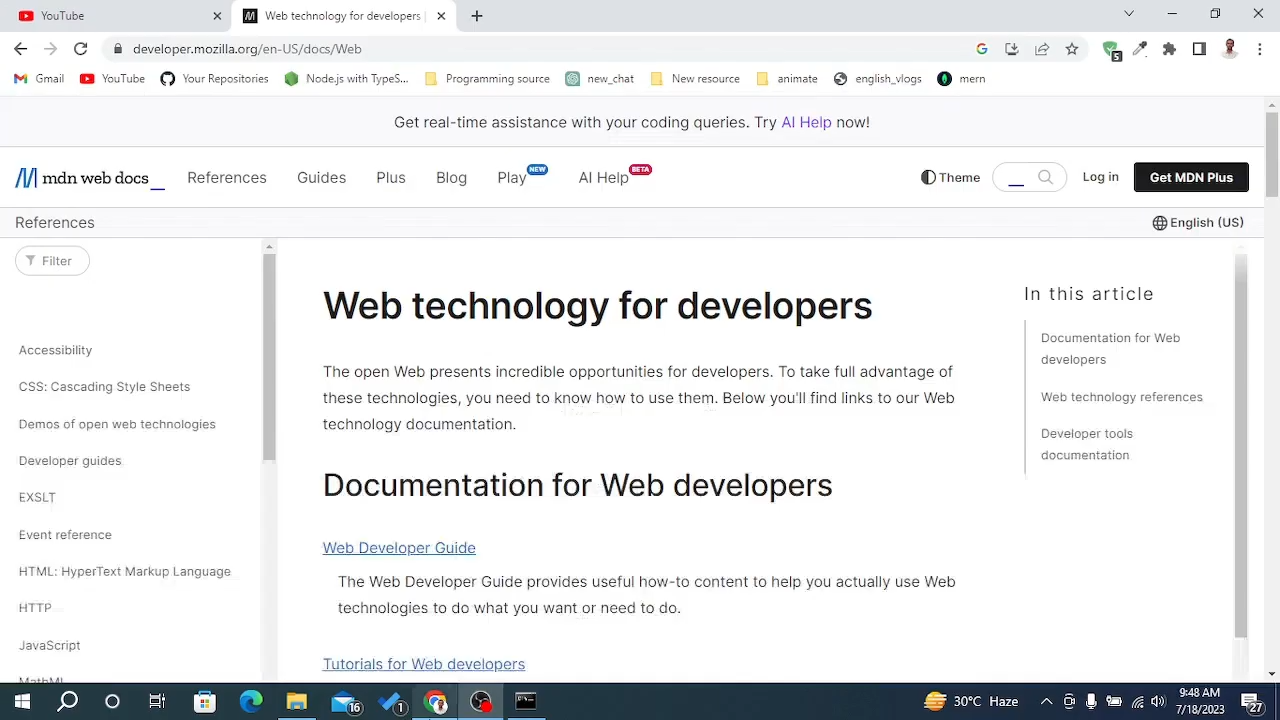 YouTube
Web technology for developers
developer.mozilla.org/en-US/docs/Web
5
Gmail YouTube Your Repositories Node.js with TypeS... Programming source new_chat New resource animate english_vlogs mern
Get real-time assistance with your coding queries. Try AI Help now!
mdn web docs_ References Guides Plus Blog Play NEW AI Help BETA Theme Log in Get MDN Plus
References English (US)
Filter
Accessibility
CSS: Cascading Style Sheets
Demos of open web technologies
Developer guides
EXSLT
Event reference
HTML: HyperText Markup Language
HTTP
JavaScript
MathML
Web technology for developers
The open Web presents incredible opportunities for developers. To take full advantage of
these technologies, you need to know how to use them. Below you'll find links to our Web
technology documentation.
Documentation for Web developers
Web Developer Guide
The Web Developer Guide provides useful how-to content to help you actually use Web
technologies to do what you want or need to do.
Tutorials for Web developers
In this article
Documentation for Web
developers
Web technology references
Developer tools
documentation
16
1
30°C Haze
9:48 AM
7/18/2023
27